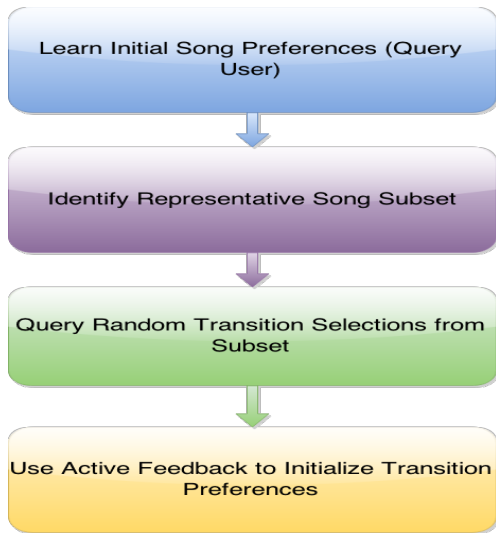 Learn Initial Song Preferences (Query
User)
Identify Representative Song Subset
Query Random Transition Selections from
Subset
Use Active Feedback to Initialize Transition
Preferences